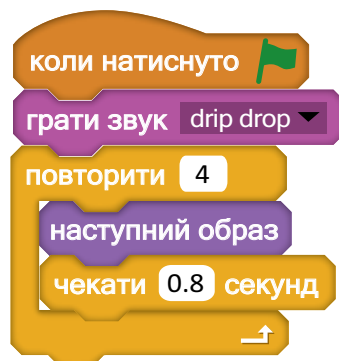 коли натиснуто
грати звук drip drop
повторити 4
наступний образ
чекати 0.8 секунд